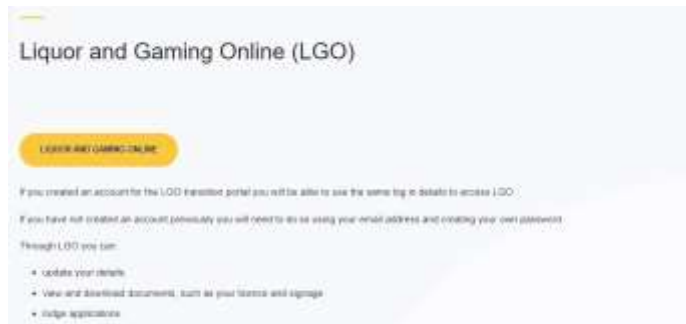 Liquor and Gaming Online (LGO)
LIQUOR AND GAMING ONLINE
If you created an account for the LGO transition portal you will be able to use the same log in details to access LGO
If you have not created an account previously you will need to do so using your email address and creating your own password
Through LGO you can:
• update your details
• view and download documents, such as your licence and signage
• lodge applications